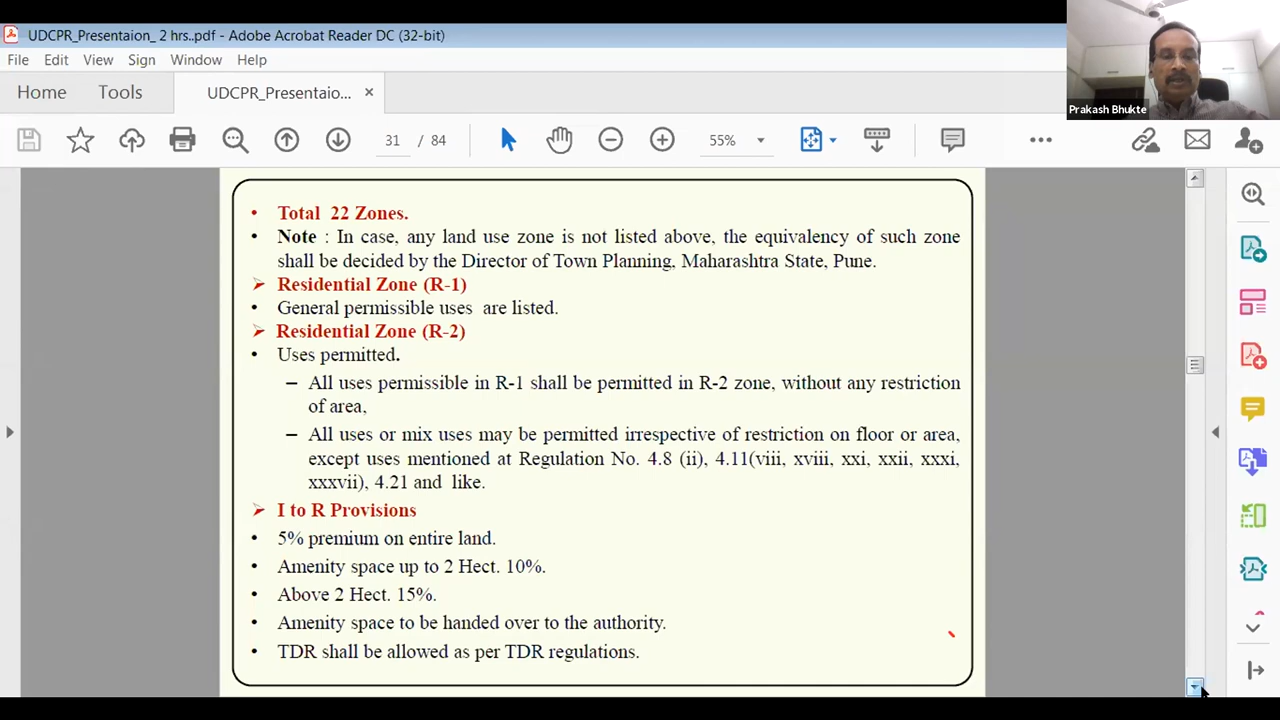 UDCPR_Presentaion_ 2 hrs..pdf - Adobe Acrobat Reader DC (32-bit)
File Edit View Sign Window Help
Home Tools UDCPR_Presentaio... ×
31 / 84 55%
Prakash Bhukte
• Total 22 Zones.
• Note : In case, any land use zone is not listed above, the equivalency of such zone
shall be decided by the Director of Town Planning, Maharashtra State, Pune.
➢ Residential Zone (R-1)
• General permissible uses are listed.
➢ Residential Zone (R-2)
• Uses permitted.
– All uses permissible in R-1 shall be permitted in R-2 zone, without any restriction
of area,
– All uses or mix uses may be permitted irrespective of restriction on floor or area,
except uses mentioned at Regulation No. 4.8 (ii), 4.11(viii, xviii, xxi, xxii, xxxi,
xxxvii), 4.21 and like.
➢ I to R Provisions
• 5% premium on entire land.
• Amenity space up to 2 Hect. 10%.
• Above 2 Hect. 15%.
• Amenity space to be handed over to the authority.
• TDR shall be allowed as per TDR regulations.